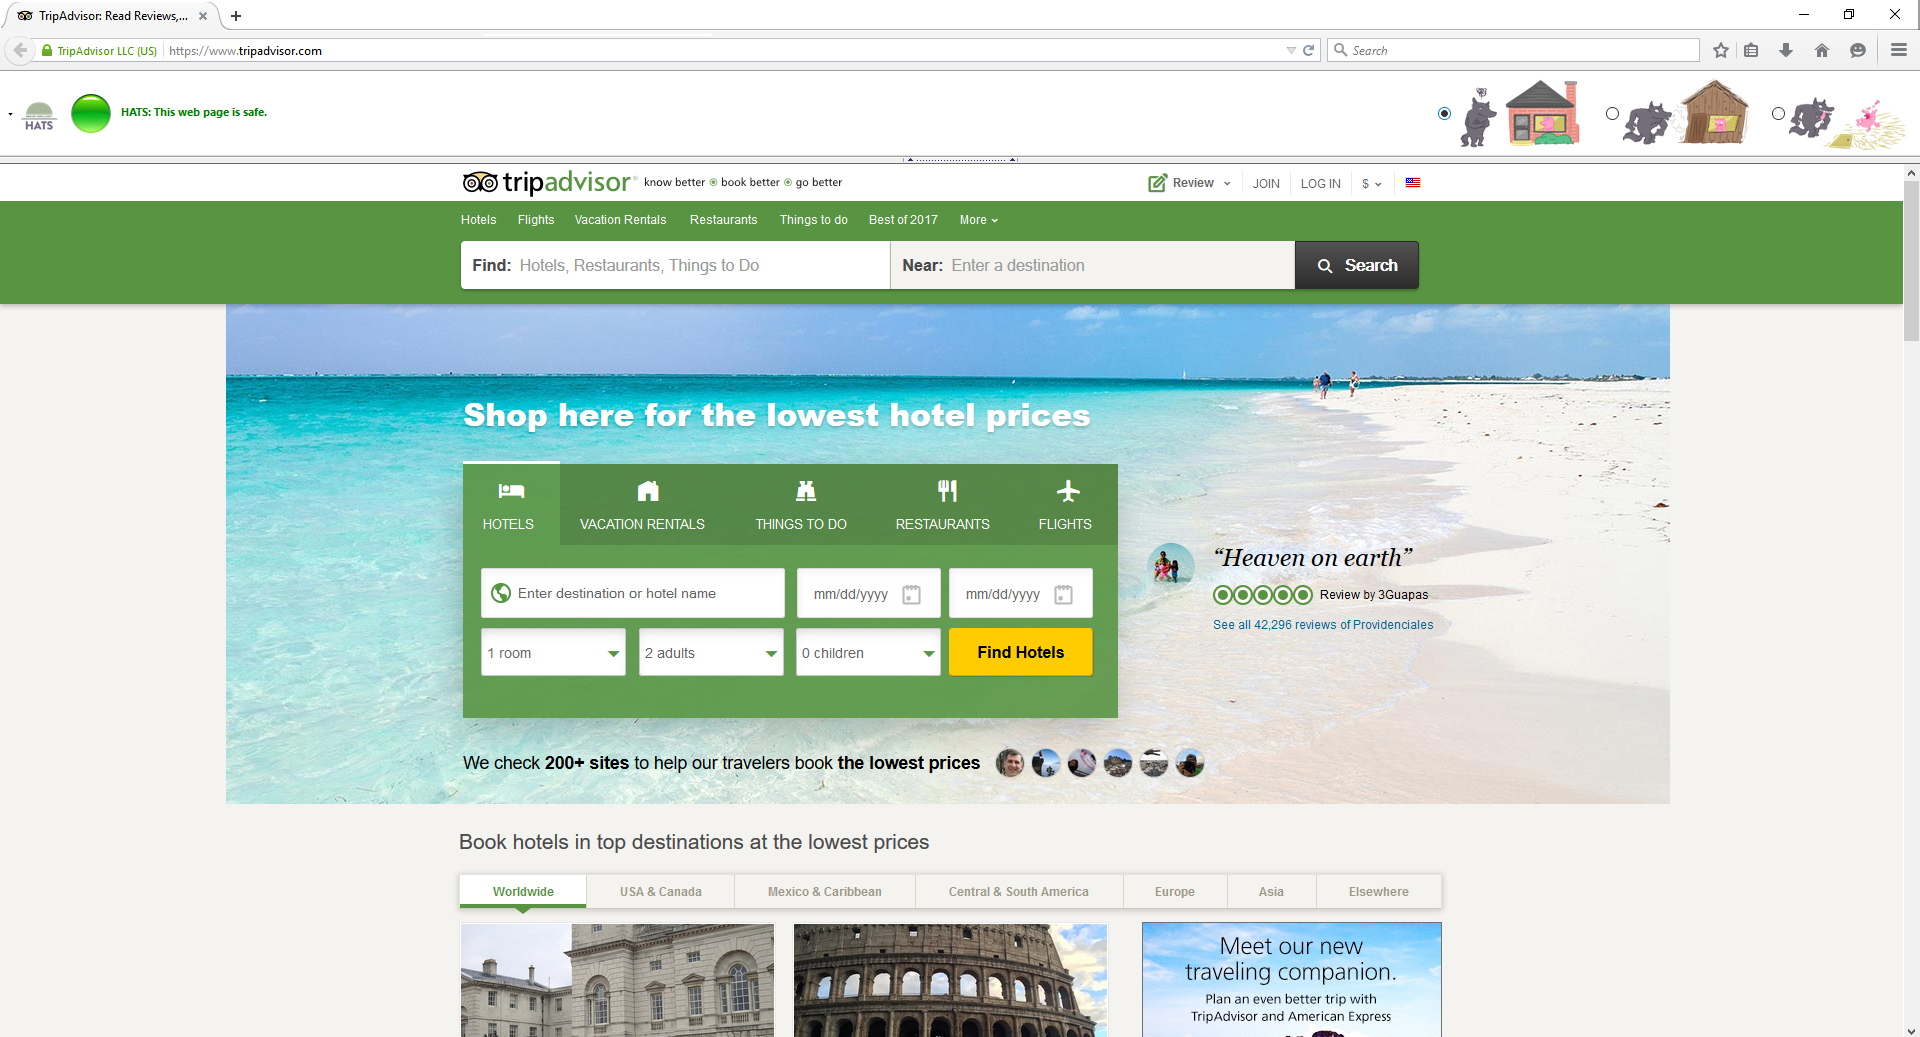 TripAdvisor: Read Reviews,...
TripAdvisor LLC (US) https://www.tripadvisor.com Search
HATS HATS: This web page is safe.
tripadvisor® know better book better go better Review JOIN LOG IN $
Hotels Flights Vacation Rentals Restaurants Things to do Best of 2017 More
Find: Hotels, Restaurants, Things to Do Near: Enter a destination Search
Shop here for the lowest hotel prices
HOTELS VACATION RENTALS THINGS TO DO RESTAURANTS FLIGHTS
Enter destination or hotel name mm/dd/yyyy mm/dd/yyyy
1 room 2 adults 0 children Find Hotels
“Heaven on earth”
Review by 3Guapas
See all 42,296 reviews of Providenciales
We check 200+ sites to help our travelers book the lowest prices
Book hotels in top destinations at the lowest prices
Worldwide USA & Canada Mexico & Caribbean Central & South America Europe Asia Elsewhere
Meet our new
traveling companion.
Plan an even better trip with
TripAdvisor and American Express